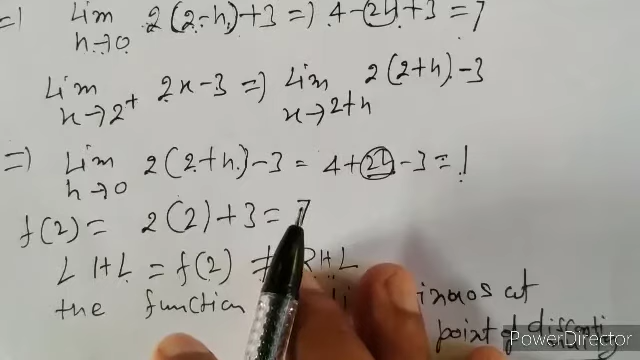 =) Lim 2(2-h)+3 =) 4-2h+3 = 7
h→0
Lim 2x-3 =) Lim 2(2+h)-3
x→2+ x→2+h
=) Lim 2(2+h)-3 = 4+2h-3 = 1
h→0
f(2) = 2(2)+3 = 7
LHL = f(2) ≠ RHL
the function at
point of
PowerDirector